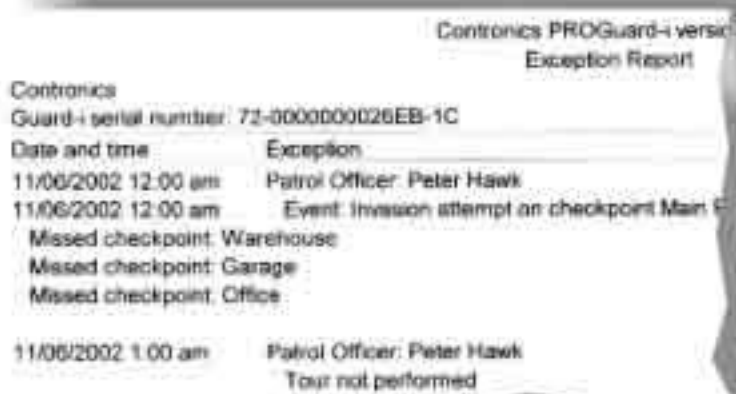 Contronics PROGuard-i
Exception Report
Contronics
Guard-i serial number: 72-0000000026EB-1C
Date and time Exception
11/06/2002 12:00 am Patrol Officer: Peter Hawk
11/06/2002 12:00 am Event: Invasion attempt on checkpoint Main
Missed checkpoint: Warehouse
Missed checkpoint: Garage
Missed checkpoint: Office
11/06/2002 1:00 am Patrol Officer: Peter Hawk
Tour not performed